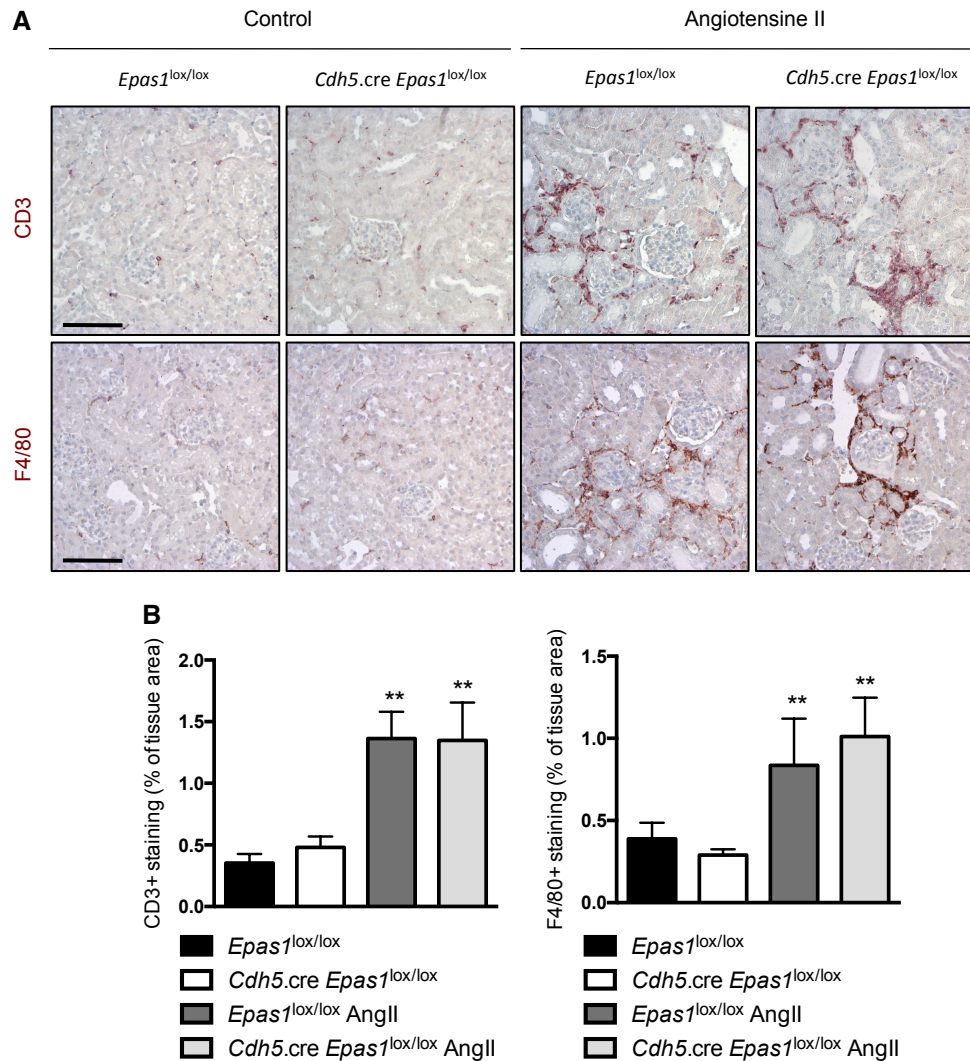 A
Control
Angiotensine II
Epas1lox/lox
Cdh5.cre Epas1lox/lox
Epas1lox/lox
Cdh5.cre Epas1lox/lox
CD3
F4/80
B
CD3+ staining (% of tissue area)
2.0
1.5
1.0
0.5
0.0
**
**
Epas1lox/lox
Cdh5.cre Epas1lox/lox
Epas1lox/lox AngII
Cdh5.cre Epas1lox/lox AngII
F4/80+ staining (% of tissue area)
1.5
1.0
0.5
0.0
**
**
Epas1lox/lox
Cdh5.cre Epas1lox/lox
Epas1lox/lox AngII
Cdh5.cre Epas1lox/lox AngII